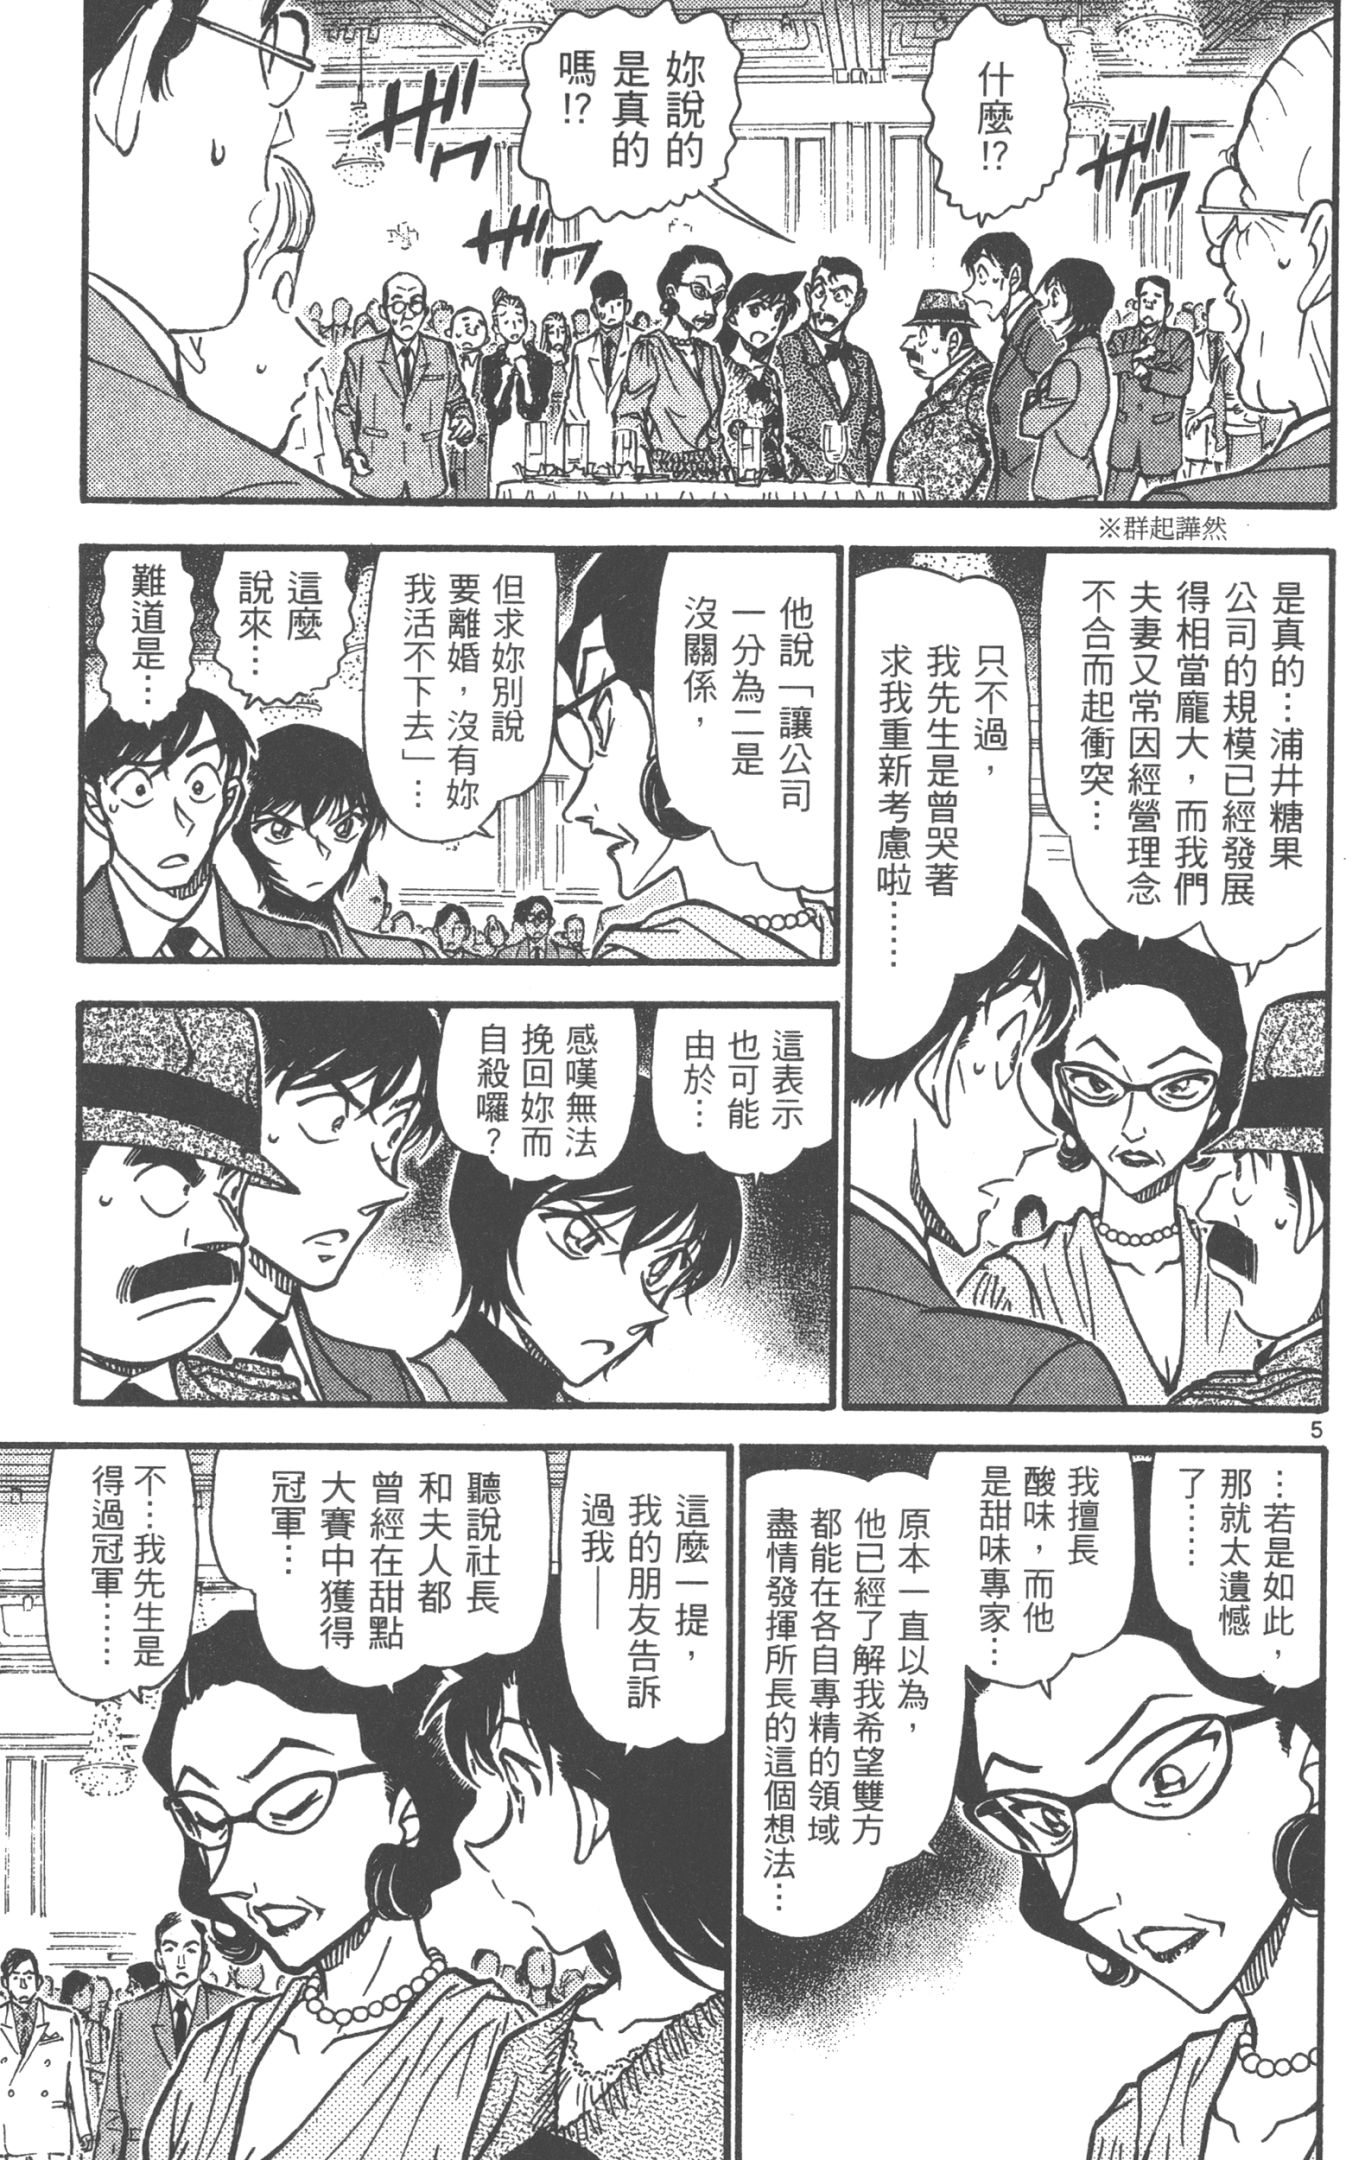 什麼!?
妳說的
是真的
嗎!?
ザワ
ザワ
ザワ
※群起譁然
是真的…浦井糖果
公司的規模已經發展
得相當龐大，而我們
夫妻又常因經營理念
不合而起衝突…
只不過，
我先生是曾哭著
求我重新考慮啦……
他說「讓公司
一分為二是
沒關係，
但求妳別說
要離婚，沒有妳
我活不下去」…
這麼
說來…
難道是…
這表示
也可能
由於…
感嘆無法
挽回妳而
自殺囉？
5
…若是如此，
那就太遺憾
了……
我擅長
酸味，而他
是甜味專家…
原本一直以為，
他已經了解我希望雙方
都能在各自專精的領域
盡情發揮所長的這個想法…
這麼一提，
我的朋友告訴
過我——
聽說社長
和夫人都
曾經在甜點
大賽中獲得
冠軍…
不…我先生是
得過冠軍……